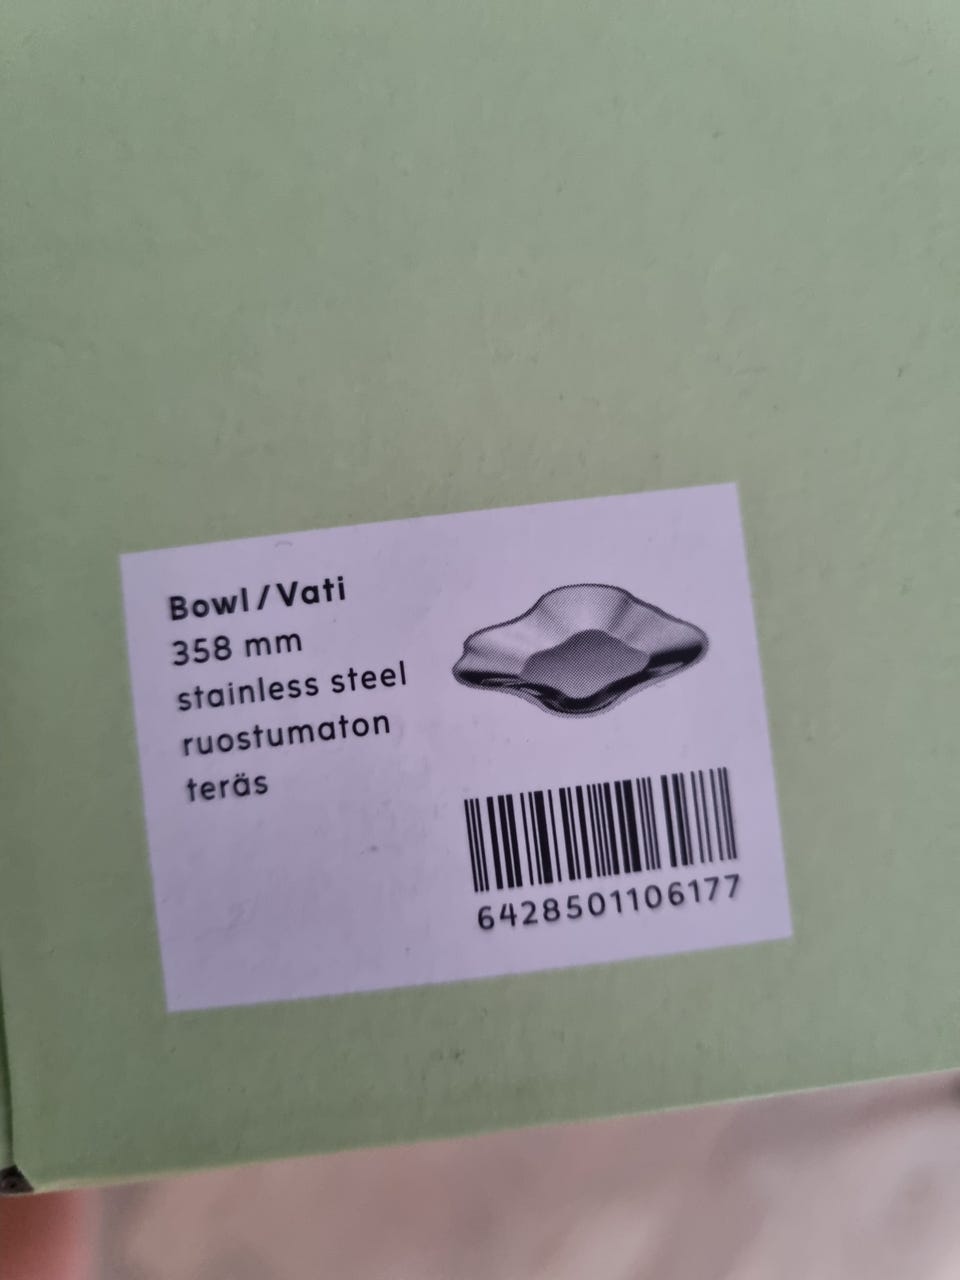 Bowl / Vati
358 mm
stainless steel
ruostumaton
teräs
6428501106177